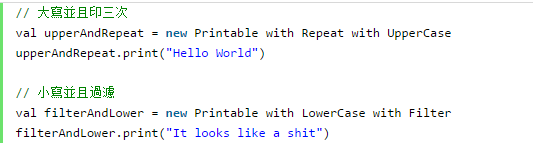 // 大寫並且印三次
val upperAndRepeat = new Printable with Repeat with UpperCase
upperAndRepeat.print("Hello World")
// 小寫並且過濾
val filterAndLower = new Printable with LowerCase with Filter
filterAndLower.print("It looks like a shit")